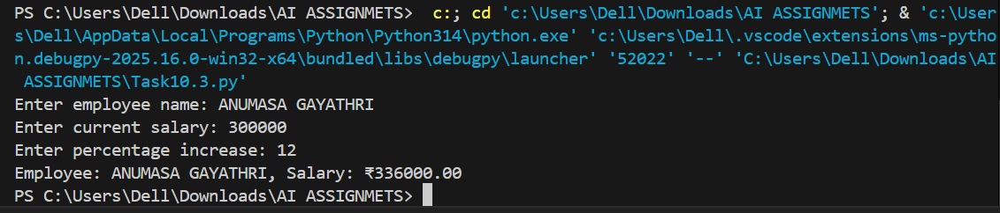 PS C:\Users\Dell\Downloads\AI ASSIGNMETS>  c:; cd 'c:\Users\Dell\Downloads\AI ASSIGNMETS'; & 'c:\User
s\Dell\AppData\Local\Programs\Python\Python314\python.exe' 'c:\Users\Dell\.vscode\extensions\ms-pytho
n.debugpy-2025.16.0-win32-x64\bundled\libs\debugpy\launcher' '52022' '--' 'C:\Users\Dell\Downloads\AI
 ASSIGNMETS\Task10.3.py'
Enter employee name: ANUMASA GAYATHRI
Enter current salary: 300000
Enter percentage increase: 12
Employee: ANUMASA GAYATHRI, Salary: ₹336000.00
PS C:\Users\Dell\Downloads\AI ASSIGNMETS>